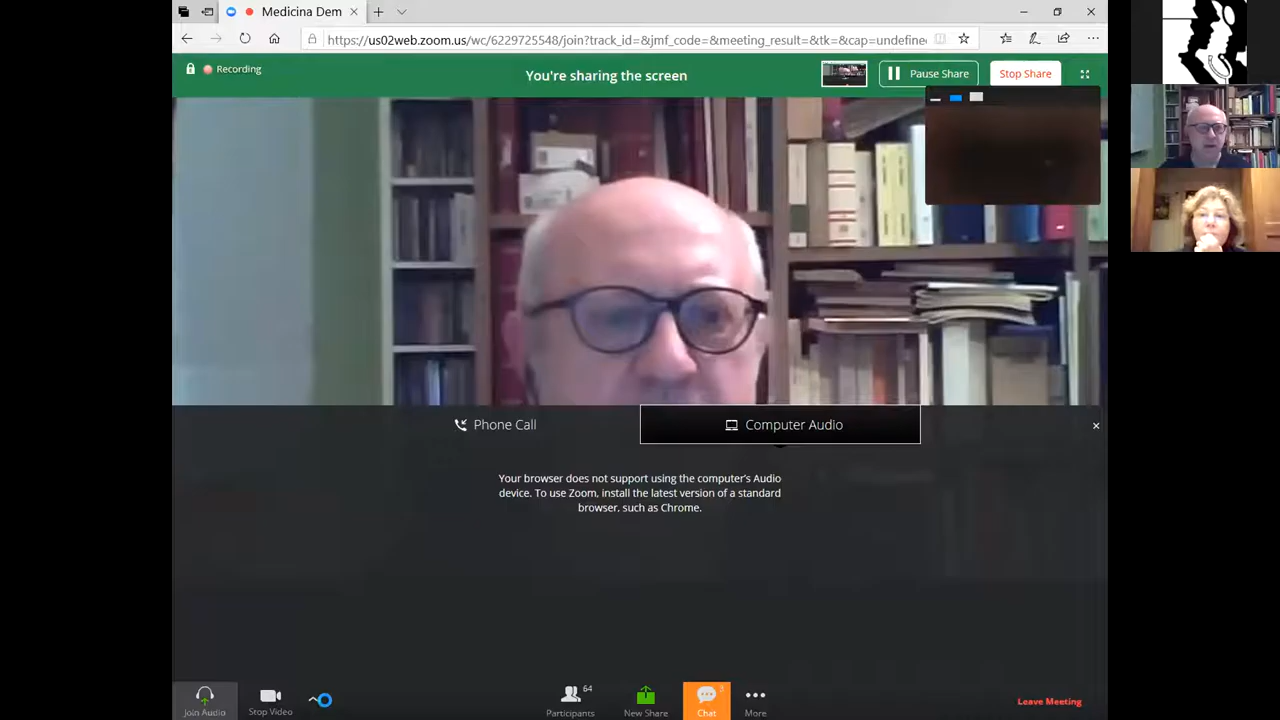 Medicina Dem
https://us02web.zoom.us/wc/6229725548/join?track_id=&jmf_code=&meeting_result=&tk=&cap=undefined
Recording
You're sharing the screen
Pause Share
Stop Share
Phone Call
Computer Audio
Your browser does not support using the computer's Audio
device. To use Zoom, install the latest version of a standard
browser, such as Chrome.
Join Audio
Stop Video
64
Participants
New Share
3
Chat
More
Leave Meeting